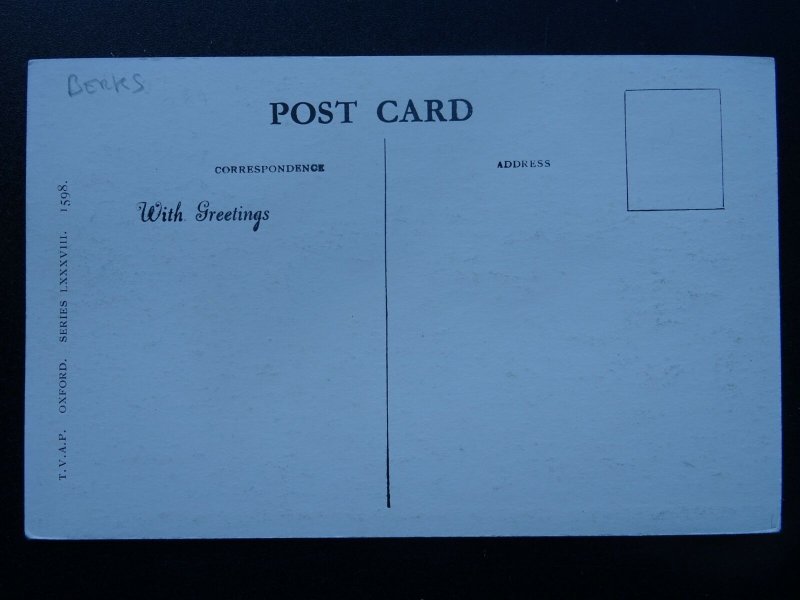 BERKS
POST CARD
CORRESPONDENCE
ADDRESS
With Greetings
T.V.A.P. OXFORD. SERIES LXXXVIII. 1598.